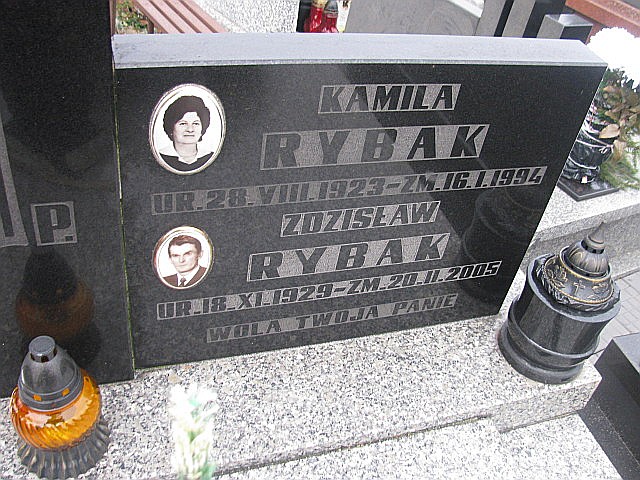 P.
KAMILA
RYBAK
UR.28.VIII.1923-ZM.16.I.1994
ZDZISŁAW
RYBAK
UR.18.XI.1929-ZM.20.II.2005
WOLA TWOJA PANIE